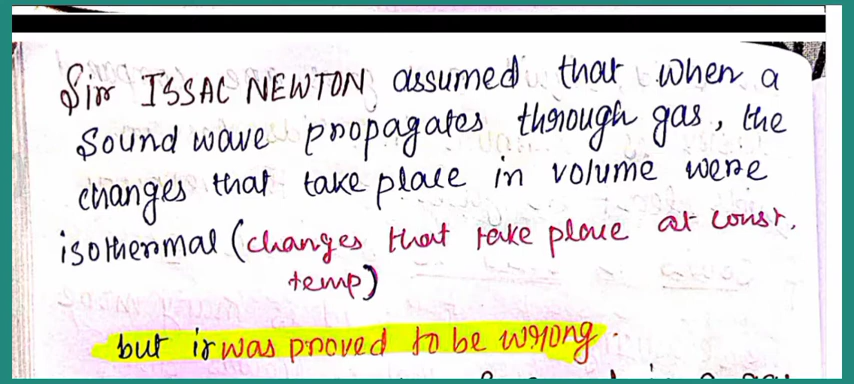 Sir ISSAC NEWTON assumed that when a
sound wave propagates through gas, the
changes that take place in volume were
isothermal (changes that take place at const.
temp)
but it was proved to be wrong.